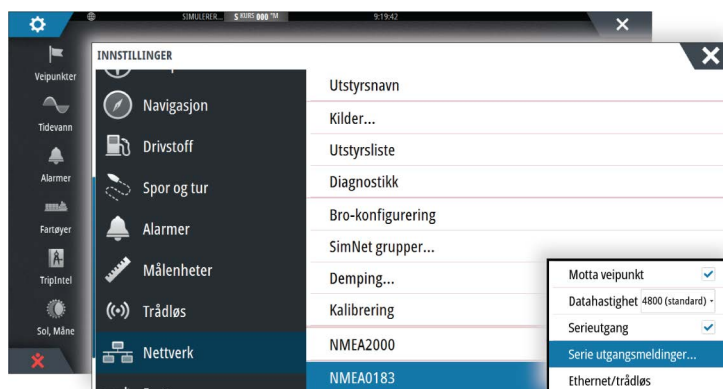 SIMULERER... S KURS 000 °M 9:19:42
INNSTILLINGER
Veipunkter
Tidevann
Alarmer
Fartøyer
TripIntel
Sol, Måne
Navigasjon
Drivstoff
Spor og tur
Alarmer
Målenheter
Trådløs
Nettverk
Utstyrsnavn
Kilder...
Utstyrsliste
Diagnostikk
Bro-konfigurering
SimNet grupper...
Demping...
Kalibrering
NMEA2000
NMEA0183
Motta veipunkt
Datahastighet 4800 (standard)
Serieutgang
Serie utgangsmeldinger...
Ethernet/trådløs